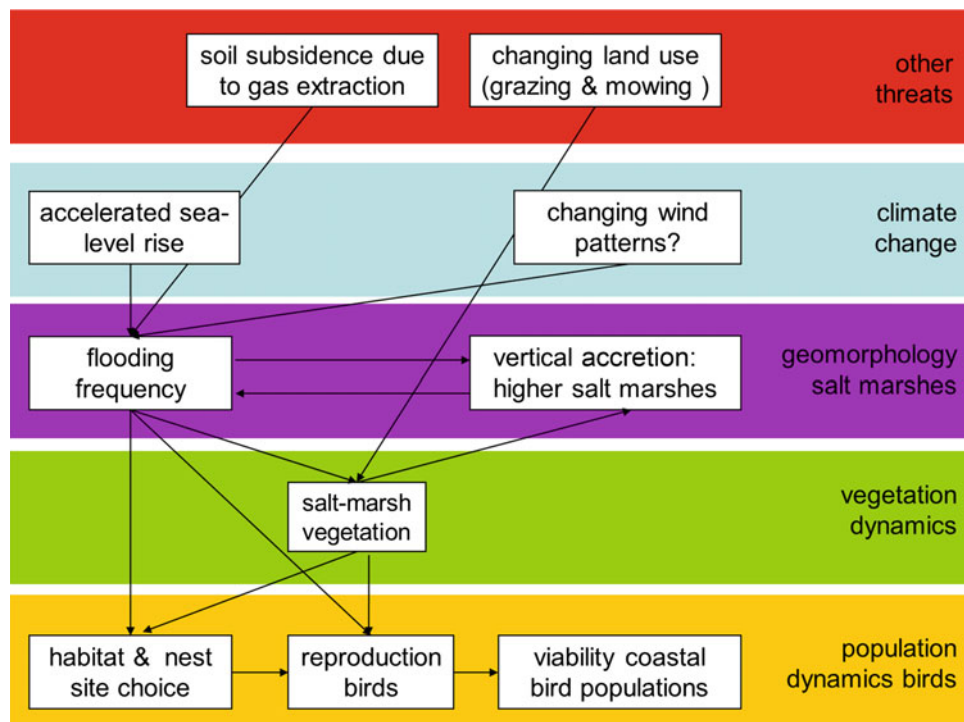 soil subsidence due
to gas extraction
changing land use
(grazing & mowing )
other
threats
accelerated sea-
level rise
changing wind
patterns?
climate
change
flooding
frequency
vertical accretion:
higher salt marshes
geomorphology
salt marshes
salt-marsh
vegetation
vegetation
dynamics
habitat & nest
site choice
reproduction
birds
viability coastal
bird populations
population
dynamics birds